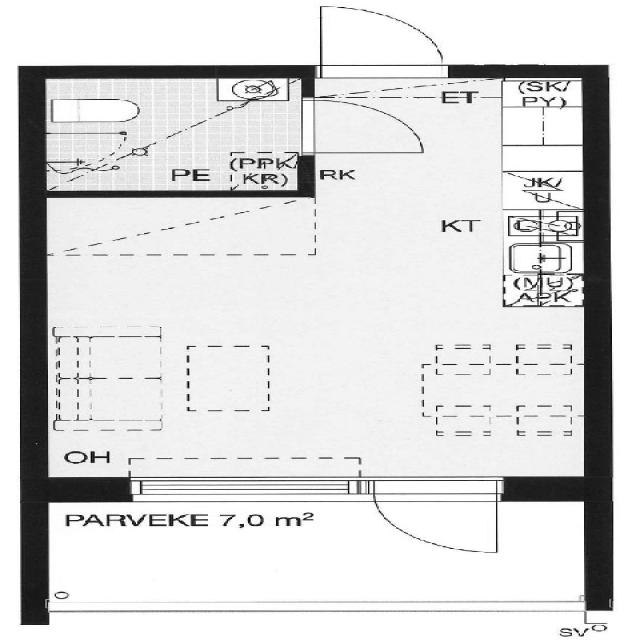 (SK/
PY)
ET
PE
(PPK/
KR)
RK
JK/
U
KT
(MU)
APK
OH
PARVEKE 7,0 m²
SV